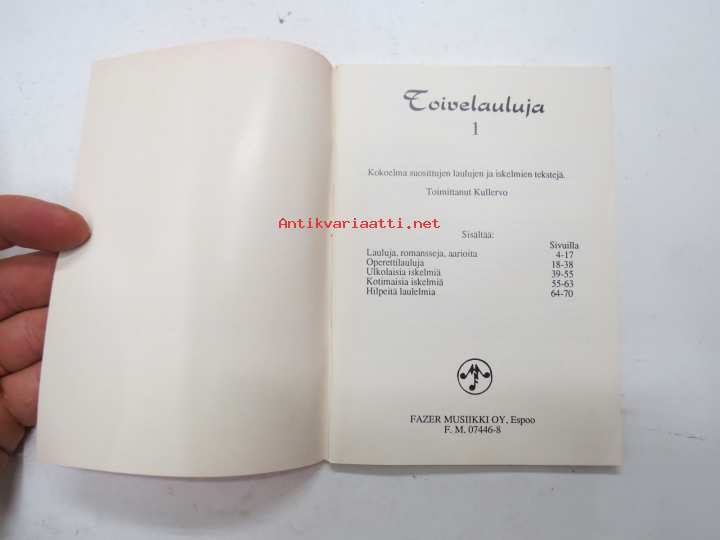 Toivelauluja
1
Kokoelma suosittujen laulujen ja iskelmien tekstejä.
Toimittanut Kullervo
Antikvariaatti.net
Sisältää:
Sivuilla
Lauluja, romansseja, aarioita 4-17
Operettilauluja 18-38
Ulkolaisia iskelmiä 39-55
Kotimaisia iskelmiä 55-63
Hilpeitä laulelmia 64-70
FAZER MUSIIKKI OY, Espoo
F. M. 07446-8